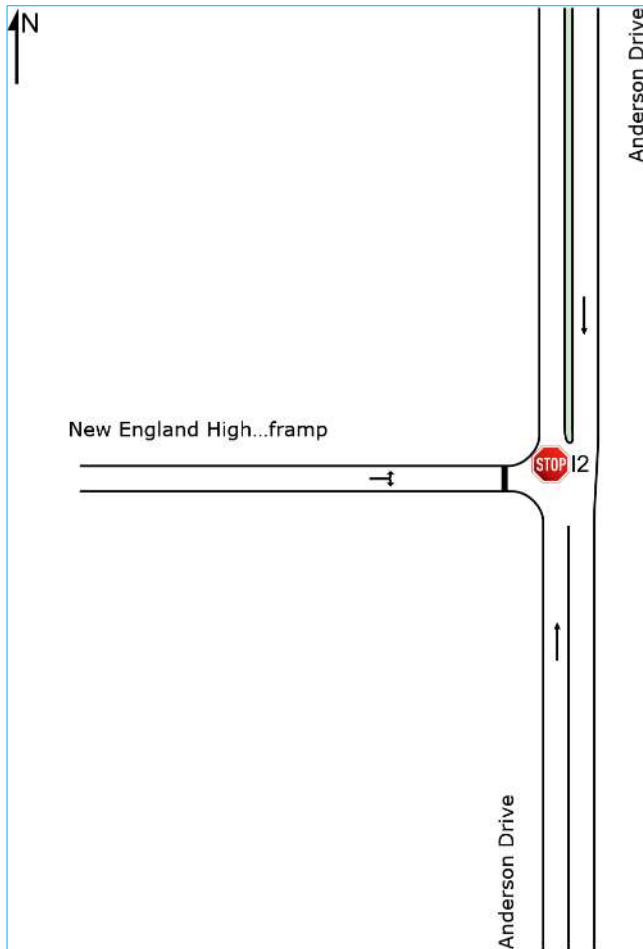 N
Anderson Drive
New England High...framp
STOP
I2
Anderson Drive